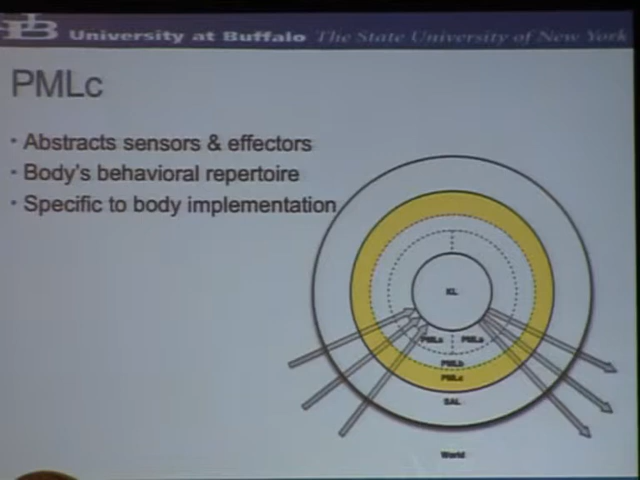 University at Buffalo The State University of New York
PMLc
· Abstracts sensors & effectors
· Body's behavioral repertoire
· Specific to body implementation
KL
PMLa PMLa
PMLb
PMLc
SAL
World